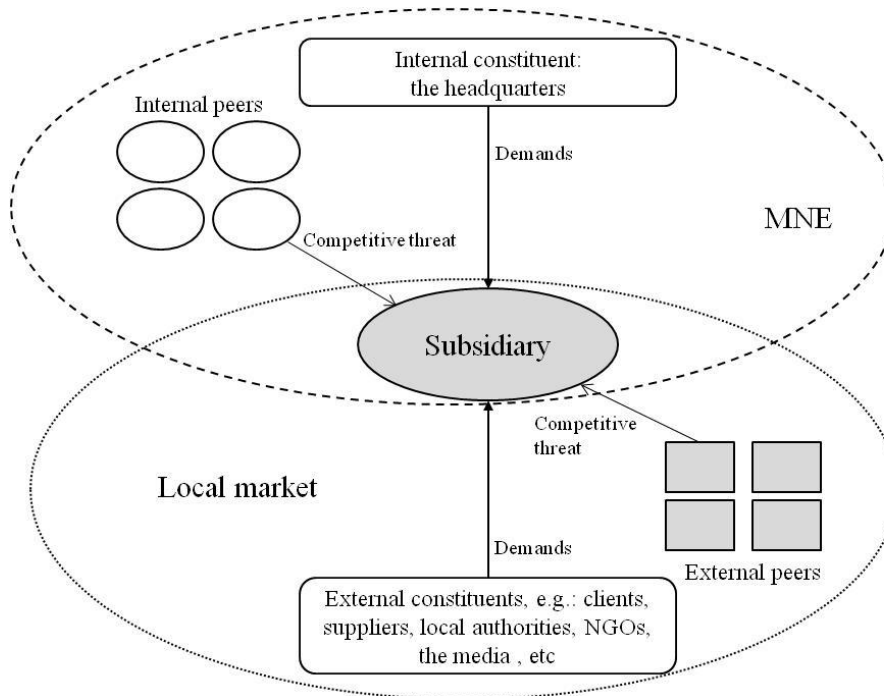 Internal constituent:
the headquarters
Internal peers
Demands
MNE
Competitive threat
Subsidiary
Competitive
threat
Local market
Demands
External peers
External constituents, e.g.: clients,
suppliers, local authorities, NGOs,
the media , etc